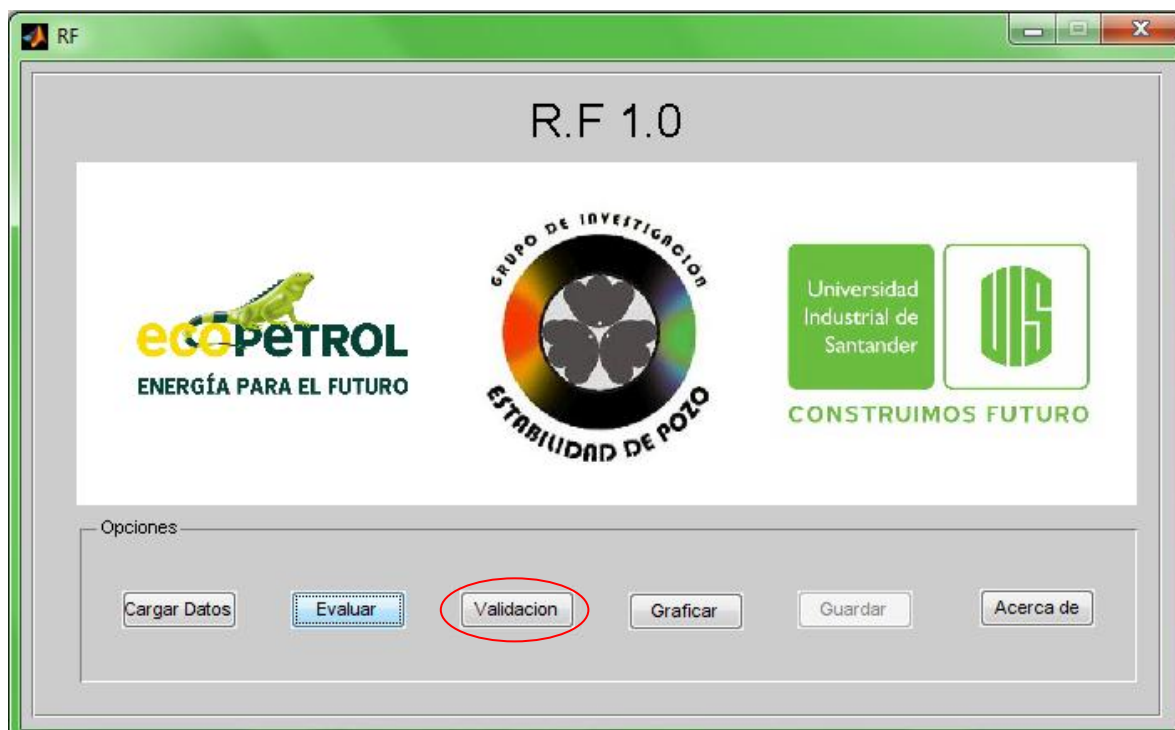 RF
R.F 1.0
ecoPETROL
ENERGÍA PARA EL FUTURO
GRUPO DE INVESTIGACIÓN
ESTABILIDAD DE POZO
Universidad
Industrial de
Santander
UIS
CONSTRUIMOS FUTURO
Opciones
Cargar Datos
Evaluar
Validacion
Graficar
Guardar
Acerca de